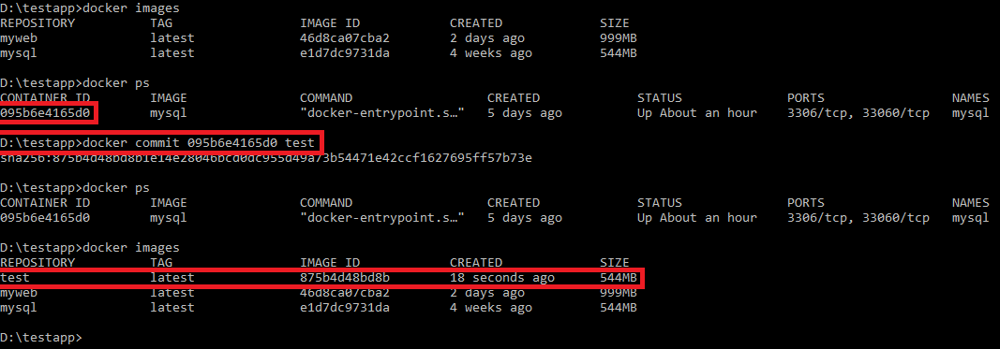 D:\testapp>docker images
REPOSITORY TAG IMAGE ID CREATED SIZE
myweb latest 46d8ca07cba2 2 days ago 999MB
mysql latest e1d7dc9731da 4 weeks ago 544MB
D:\testapp>docker ps
CONTAINER ID IMAGE COMMAND CREATED STATUS PORTS NAMES
095b6e4165d0 mysql "docker-entrypoint.s…" 5 days ago Up About an hour 3306/tcp, 33060/tcp mysql
D:\testapp>docker commit 095b6e4165d0 test
sha256:875b4d48bd8b1e14e28046bcd0dc955d49a73b54471e42ccf1627695ff57b73e
D:\testapp>docker ps
CONTAINER ID IMAGE COMMAND CREATED STATUS PORTS NAMES
095b6e4165d0 mysql "docker-entrypoint.s…" 5 days ago Up About an hour 3306/tcp, 33060/tcp mysql
D:\testapp>docker images
REPOSITORY TAG IMAGE ID CREATED SIZE
test latest 875b4d48bd8b 18 seconds ago 544MB
myweb latest 46d8ca07cba2 2 days ago 999MB
mysql latest e1d7dc9731da 4 weeks ago 544MB
D:\testapp>